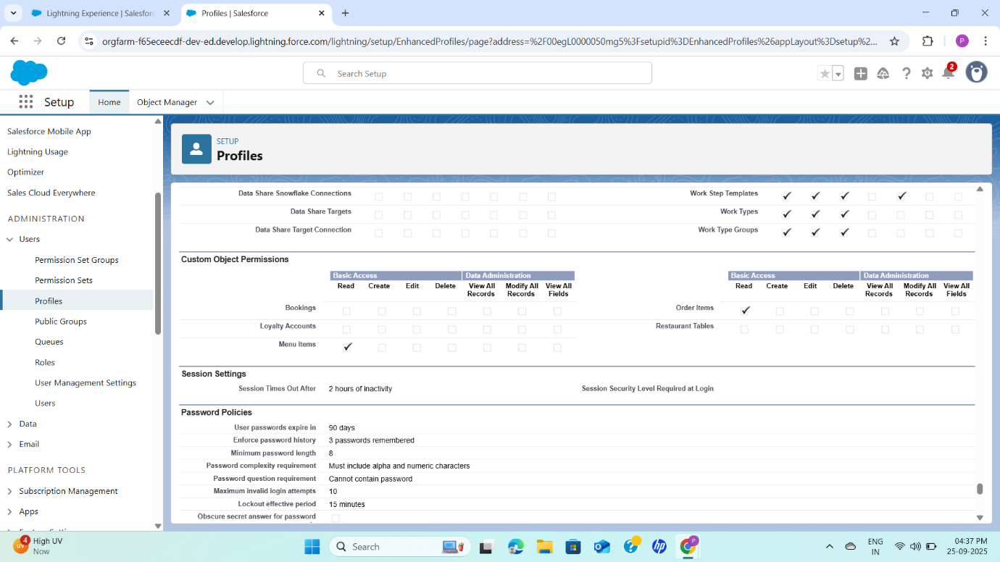 Lightning Experience | Salesforc
Profiles | Salesforce
orgfarm-f65eceecdf-dev-ed.develop.lightning.force.com/lightning/setup/EnhancedProfiles/page?address=%2F00egL0000050mg5%3Fsetupid%3DEnhancedProfiles%26appLayout%3Dsetup%2...
P
Search Setup
2
Setup
Home
Object Manager
Salesforce Mobile App
Lightning Usage
Optimizer
Sales Cloud Everywhere
ADMINISTRATION
Users
Permission Set Groups
Permission Sets
Profiles
Public Groups
Queues
Roles
User Management Settings
Users
Data
Email
PLATFORM TOOLS
Subscription Management
Apps
SETUP
Profiles
Data Share Snowflake Connections
Work Step Templates
Data Share Targets
Work Types
Data Share Target Connection
Work Type Groups
Custom Object Permissions
Basic Access Data Administration
Read Create Edit Delete View All Records Modify All Records View All Fields
Basic Access Data Administration
Read Create Edit Delete View All Records Modify All Records View All Fields
Bookings
Order Items
Loyalty Accounts
Restaurant Tables
Menu Items
Session Settings
Session Times Out After 2 hours of inactivity
Session Security Level Required at Login
Password Policies
User passwords expire in 90 days
Enforce password history 3 passwords remembered
Minimum password length 8
Password complexity requirement Must include alpha and numeric characters
Password question requirement Cannot contain password
Maximum invalid login attempts 10
Lockout effective period 15 minutes
Obscure secret answer for password
4
UV
High UV
Now
Search
hp
P
ENG
IN
04:37 PM
25-09-2025